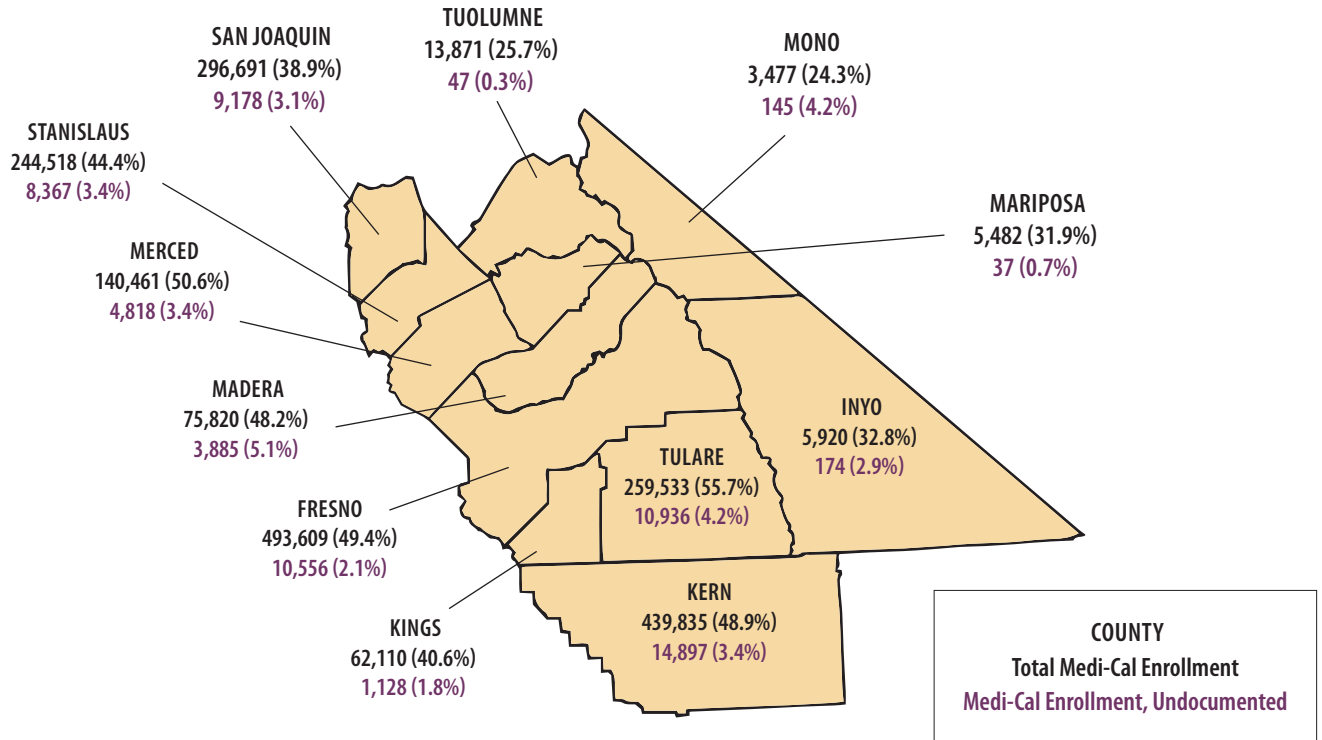 TUOLUMNE
13,871 (25.7%)
47 (0.3%)
SAN JOAQUIN
296,691 (38.9%)
9,178 (3.1%)
MONO
3,477 (24.3%)
145 (4.2%)
STANISLAUS
244,518 (44.4%)
8,367 (3.4%)
MARIPOSA
5,482 (31.9%)
37 (0.7%)
MERCED
140,461 (50.6%)
4,818 (3.4%)
MADERA
75,820 (48.2%)
3,885 (5.1%)
INYO
5,920 (32.8%)
174 (2.9%)
TULARE
259,533 (55.7%)
10,936 (4.2%)
FRESNO
493,609 (49.4%)
10,556 (2.1%)
KERN
439,835 (48.9%)
14,897 (3.4%)
KINGS
62,110 (40.6%)
1,128 (1.8%)
COUNTY
Total Medi-Cal Enrollment
Medi-Cal Enrollment, Undocumented